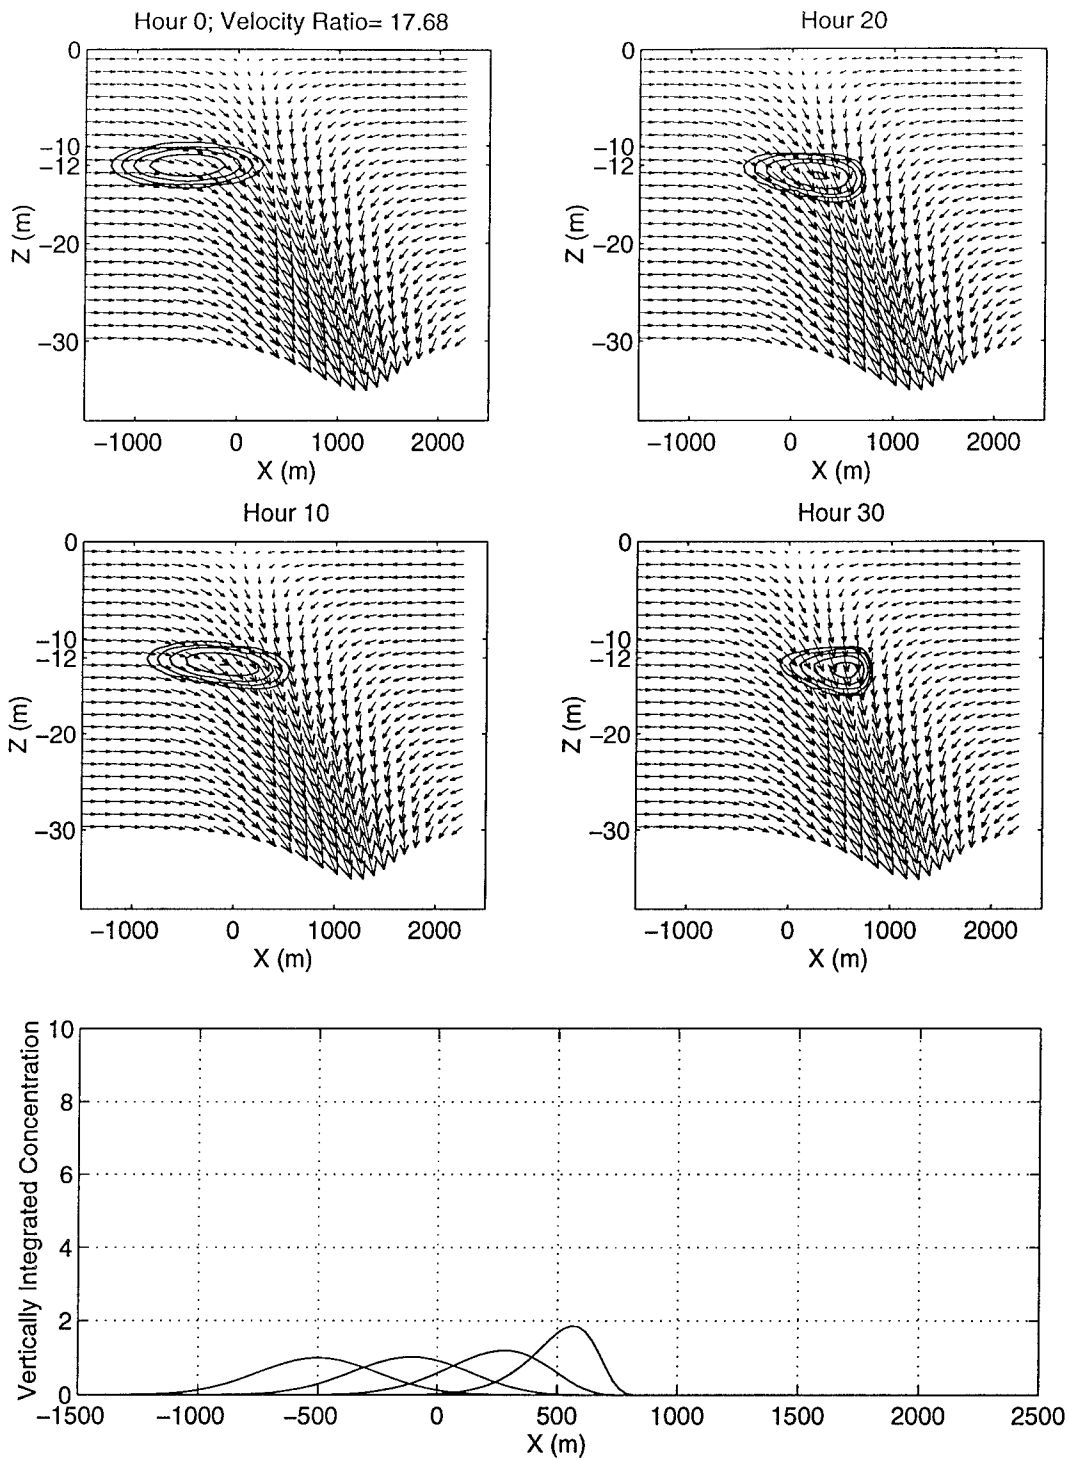 Hour 0; Velocity Ratio= 17.68
0
−10
−12
−20
−30
Z (m)
−1000 0 1000 2000
X (m)
Hour 20
0
−10
−12
−20
−30
Z (m)
−1000 0 1000 2000
X (m)
Hour 10
0
−10
−12
−20
−30
Z (m)
−1000 0 1000 2000
X (m)
Hour 30
0
−10
−12
−20
−30
Z (m)
−1000 0 1000 2000
X (m)
Vertically Integrated Concentration
10
8
6
4
2
0
−1500 −1000 −500 0 500 1000 1500 2000 2500
X (m)